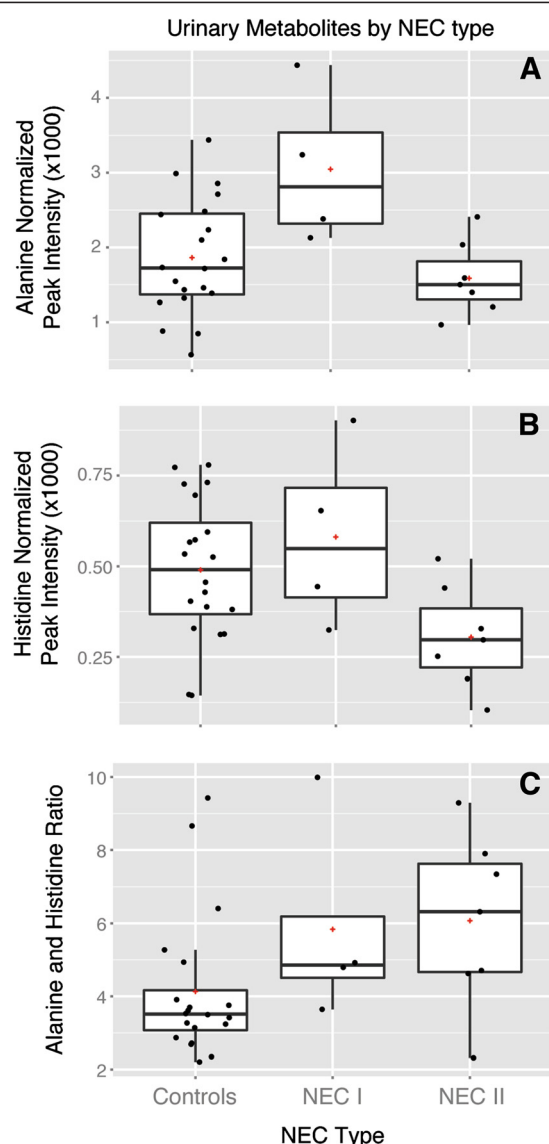 Urinary Metabolites by NEC type
A
Alanine Normalized
Peak Intensity (x1000)
4
3
2
1
B
Histidine Normalized
Peak Intensity (x1000)
0.75
0.50
0.25
C
Alanine and Histidine Ratio
10
8
6
4
2
Controls
NEC I
NEC II
NEC Type